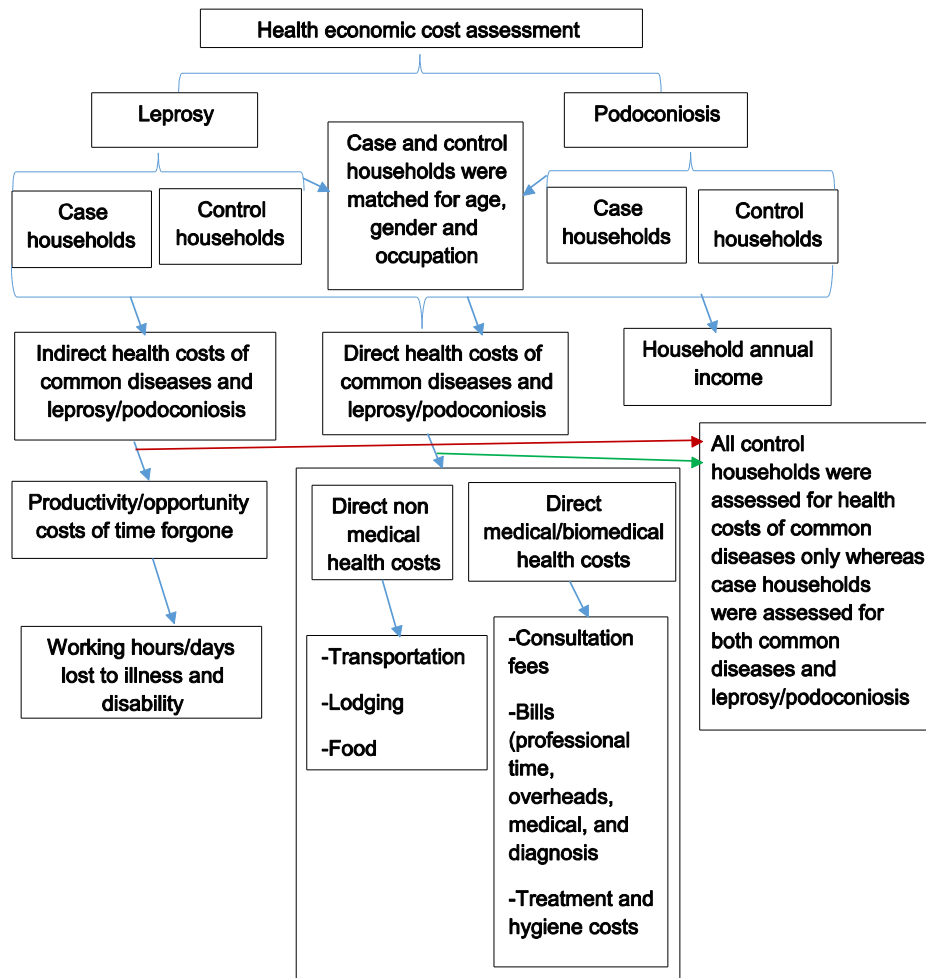 Health economic cost assessment
Leprosy
Podoconiosis
Case and control
households were
matched for age,
gender and
occupation
Case
households
Control
households
Case
households
Control
households
Indirect health costs of
common diseases and
leprosy/podoconiosis
Direct health costs of
common diseases and
leprosy/podoconiosis
Household annual
income
All control
households were
assessed for health
costs of common
diseases only whereas
case households
were assessed for
both common
diseases and
leprosy/podoconiosis
Productivity/opportunity
costs of time forgone
Direct non
medical
health costs
Direct
medical/biomedical
health costs
Working hours/days
lost to illness and
disability
-Transportation
-Lodging
-Food
-Consultation
fees
-Bills
(professional
time,
overheads,
medical, and
diagnosis
-Treatment and
hygiene costs